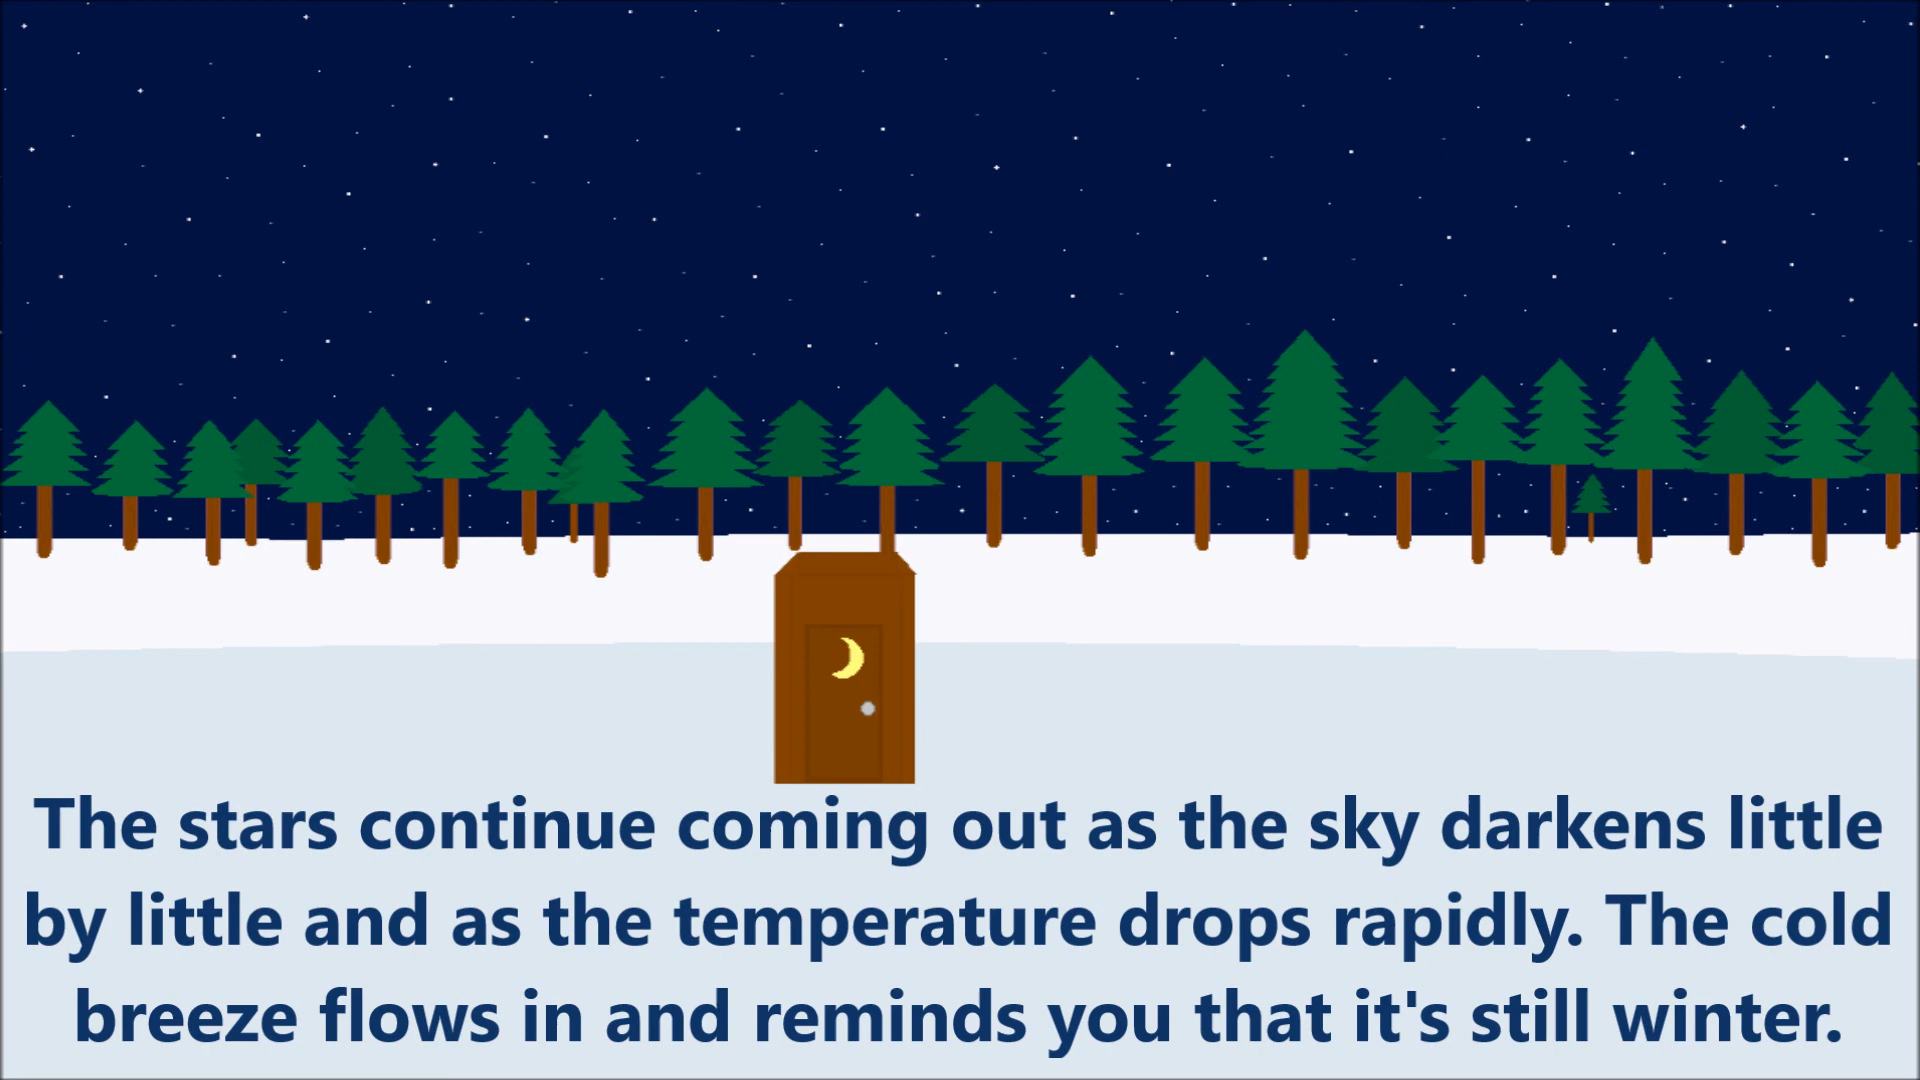 The stars continue coming out as the sky darkens little
by little and as the temperature drops rapidly. The cold
breeze flows in and reminds you that it's still winter.